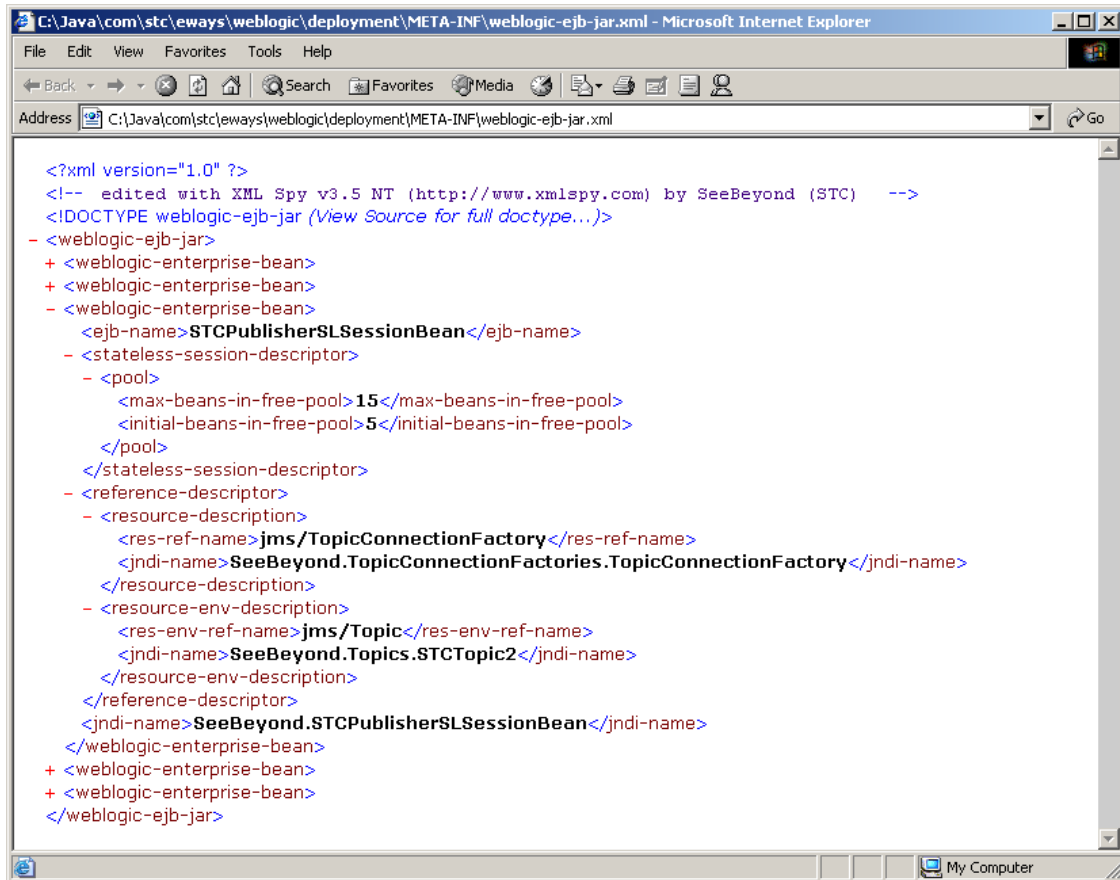 C:\Java\com\stc\eways\weblogic\deployment\META-INF\weblogic-ejb-jar.xml - Microsoft Internet Explorer
File Edit View Favorites Tools Help
Back Search Favorites Media
Address C:\Java\com\stc\eways\weblogic\deployment\META-INF\weblogic-ejb-jar.xml Go
<?xml version="1.0" ?>
<!-- edited with XML Spy v3.5 NT (http://www.xmlspy.com) by SeeBeyond (STC) -->
<!DOCTYPE weblogic-ejb-jar (View Source for full doctype...)>
- <weblogic-ejb-jar>
+ <weblogic-enterprise-bean>
+ <weblogic-enterprise-bean>
- <weblogic-enterprise-bean>
<ejb-name>STCPublisherSLSessionBean</ejb-name>
- <stateless-session-descriptor>
- <pool>
<max-beans-in-free-pool>15</max-beans-in-free-pool>
<initial-beans-in-free-pool>5</initial-beans-in-free-pool>
</pool>
</stateless-session-descriptor>
- <reference-descriptor>
- <resource-description>
<res-ref-name>jms/TopicConnectionFactory</res-ref-name>
<jndi-name>SeeBeyond.TopicConnectionFactories.TopicConnectionFactory</jndi-name>
</resource-description>
- <resource-env-description>
<res-env-ref-name>jms/Topic</res-env-ref-name>
<jndi-name>SeeBeyond.Topics.STCTopic2</jndi-name>
</resource-env-description>
</reference-descriptor>
<jndi-name>SeeBeyond.STCPublisherSLSessionBean</jndi-name>
</weblogic-enterprise-bean>
+ <weblogic-enterprise-bean>
+ <weblogic-enterprise-bean>
</weblogic-ejb-jar>
My Computer